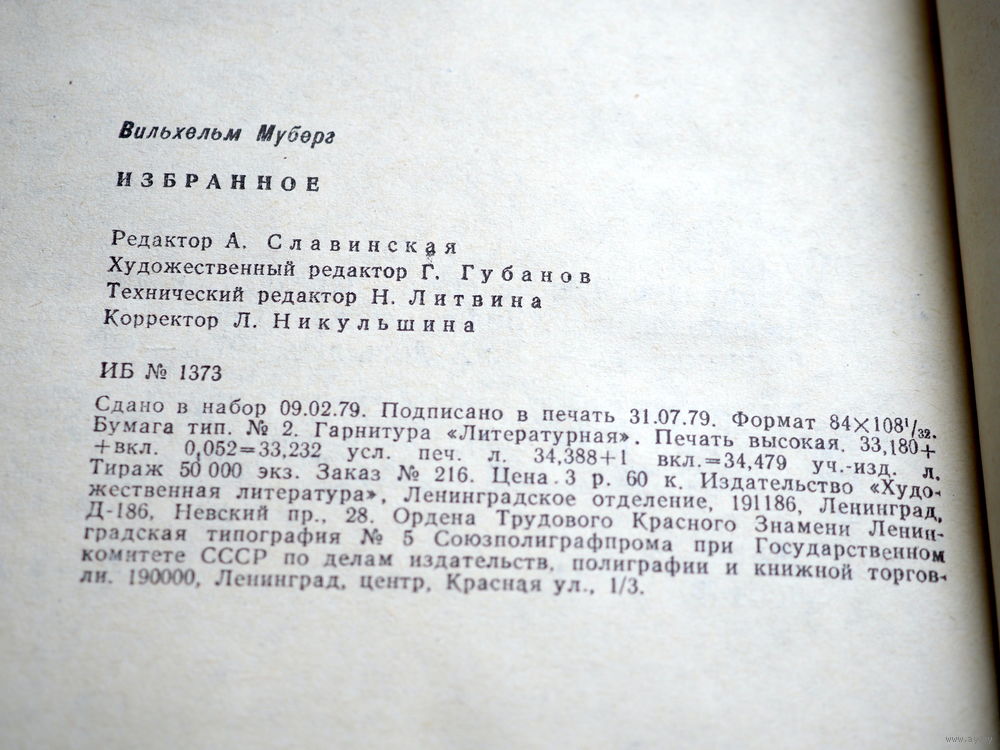 Вильхельм Муберг
ИЗБРАННОЕ
Редактор А. Славинская
Художественный редактор Г. Губанов
Технический редактор Н. Литвина
Корректор Л. Никульшина
ИБ № 1373
Сдано в набор 09.02.79. Подписано в печать 31.07.79. Формат 84×108¹/₃₂.
Бумага тип. № 2. Гарнитура «Литературная». Печать высокая. 33,180+
+вкл. 0,052=33,232 усл. печ. л. 34,388+1 вкл.=34,479 уч.-изд. л.
Тираж 50 000 экз. Заказ № 216. Цена 3 р. 60 к. Издательство «Худо-
жественная литература», Ленинградское отделение, 191186, Ленинград,
Д-186, Невский пр., 28. Ордена Трудового Красного Знамени Ленин-
градская типография № 5 Союзполиграфпрома при Государственном
комитете СССР по делам издательств, полиграфии и книжной торгов-
ли. 190000, Ленинград, центр, Красная ул., 1/3.